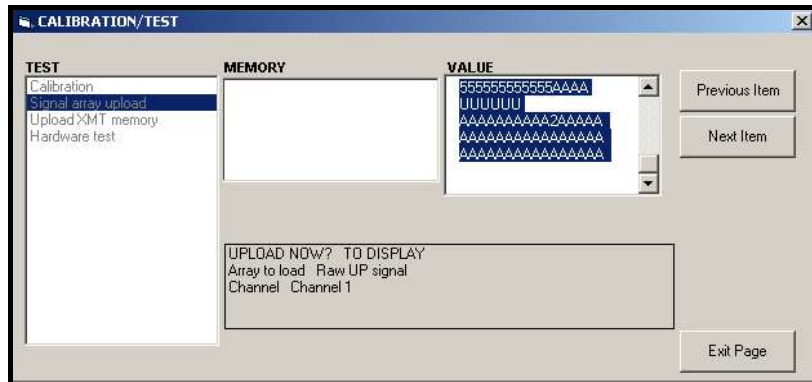 CALIBRATION/TEST
TEST
Calibration
Signal array upload
Upload XMT memory
Hardware test
MEMORY
VALUE
555555555555AAAA
UUUUUU
AAAAAAAAAA2AAAAA
AAAAAAAAAAAAAAAA
AAAAAAAAAAAAAAAA
Previous Item
Next Item
UPLOAD NOW? TO DISPLAY
Array to load Raw UP signal
Channel Channel 1
Exit Page